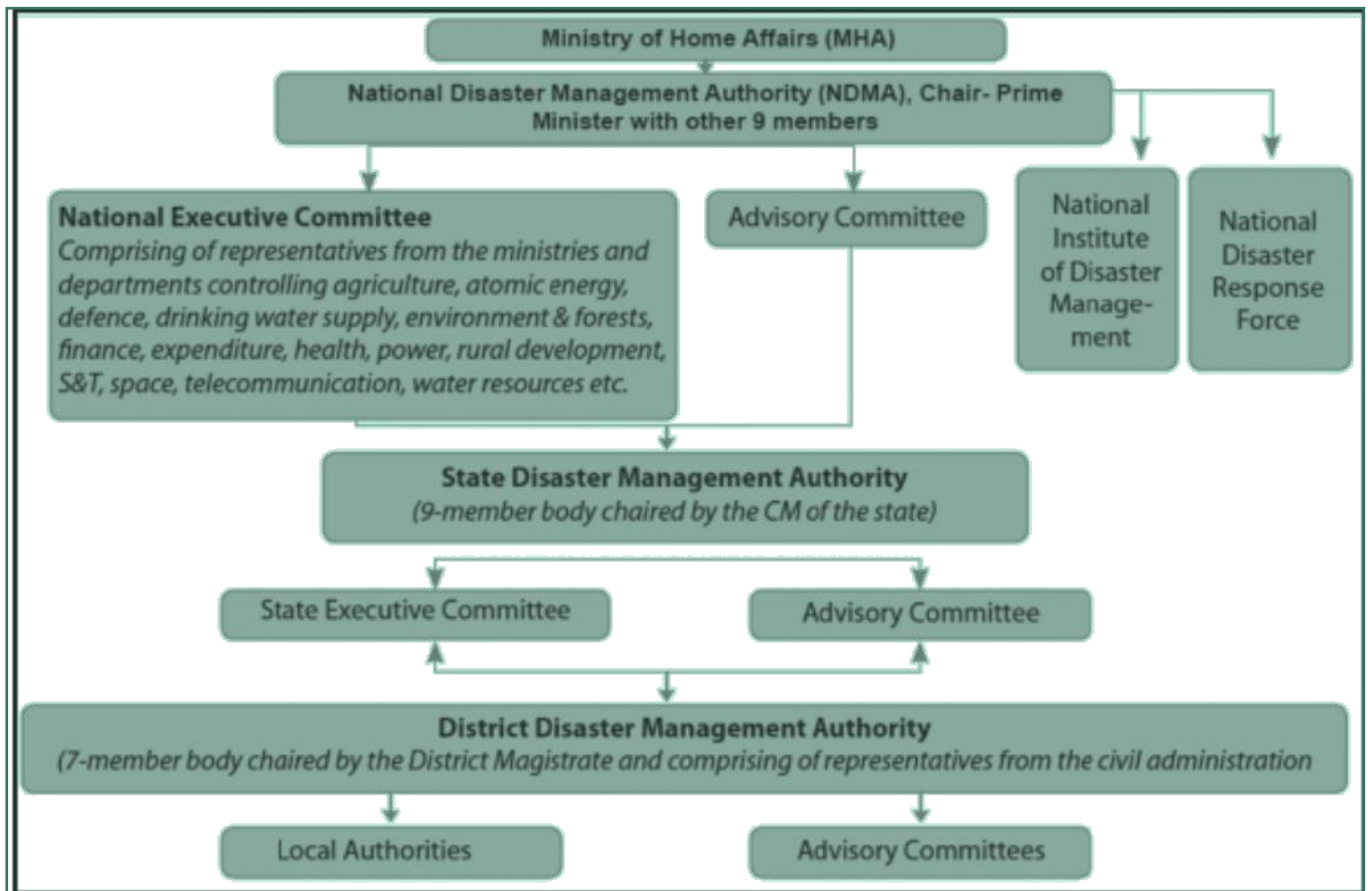 Ministry of Home Affairs (MHA)
National Disaster Management Authority (NDMA), Chair- Prime
Minister with other 9 members
National Executive Committee
Comprising of representatives from the ministries and
departments controlling agriculture, atomic energy,
defence, drinking water supply, environment & forests,
finance, expenditure, health, power, rural development,
S&T, space, telecommunication, water resources etc.
Advisory Committee
National
Institute
of Disaster
Manage-
ment
National
Disaster
Response
Force
State Disaster Management Authority
(9-member body chaired by the CM of the state)
State Executive Committee
Advisory Committee
District Disaster Management Authority
(7-member body chaired by the District Magistrate and comprising of representatives from the civil administration
Local Authorities
Advisory Committees